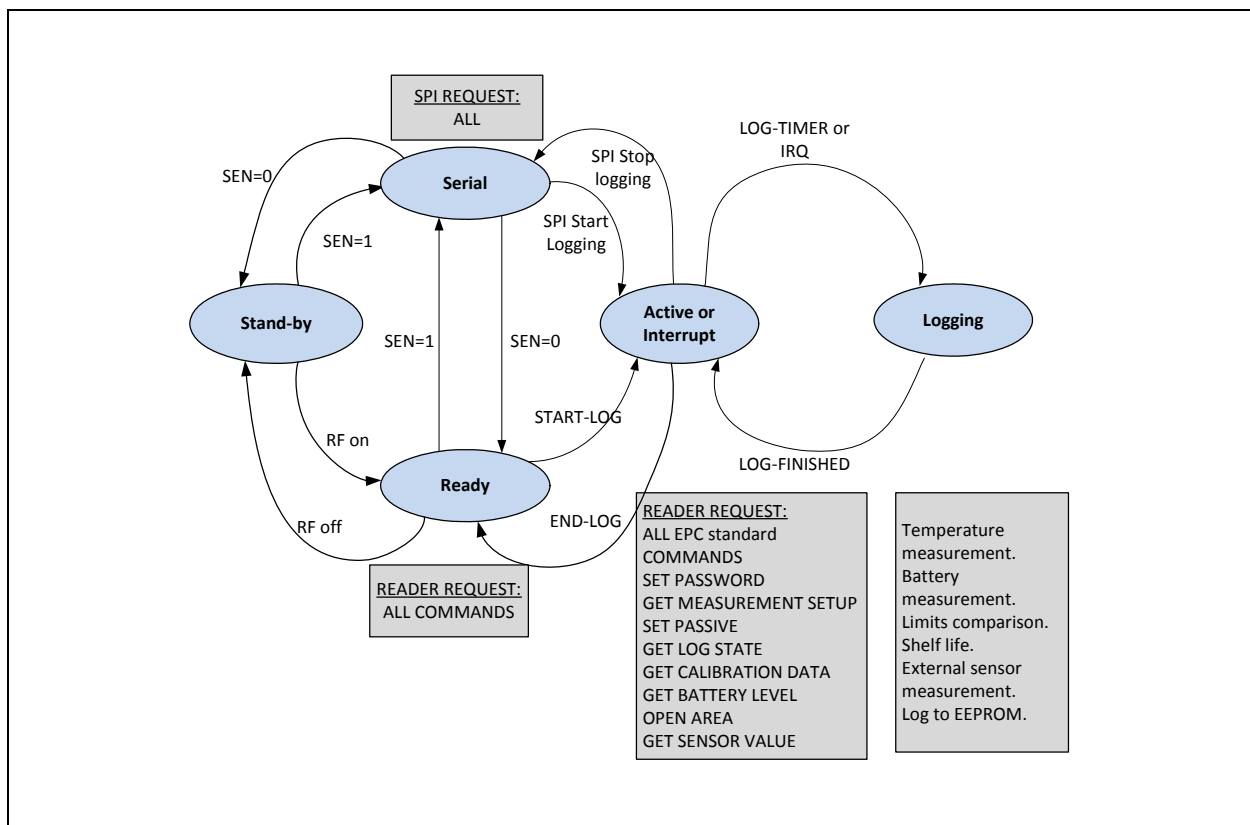 SPI REQUEST:
ALL
LOG-TIMER or
IRQ
SPI Stop
logging
SEN=0
Serial
SPI Start
Logging
SEN=1
Stand-by
Active or
Interrupt
Logging
SEN=1
SEN=0
START-LOG
RF on
LOG-FINISHED
Ready
RF off
END-LOG
READER REQUEST:
ALL COMMANDS
READER REQUEST:
ALL EPC standard
COMMANDS
SET PASSWORD
GET MEASUREMENT SETUP
SET PASSIVE
GET LOG STATE
GET CALIBRATION DATA
GET BATTERY LEVEL
OPEN AREA
GET SENSOR VALUE
Temperature
measurement.
Battery
measurement.
Limits comparison.
Shelf life.
External sensor
measurement.
Log to EEPROM.